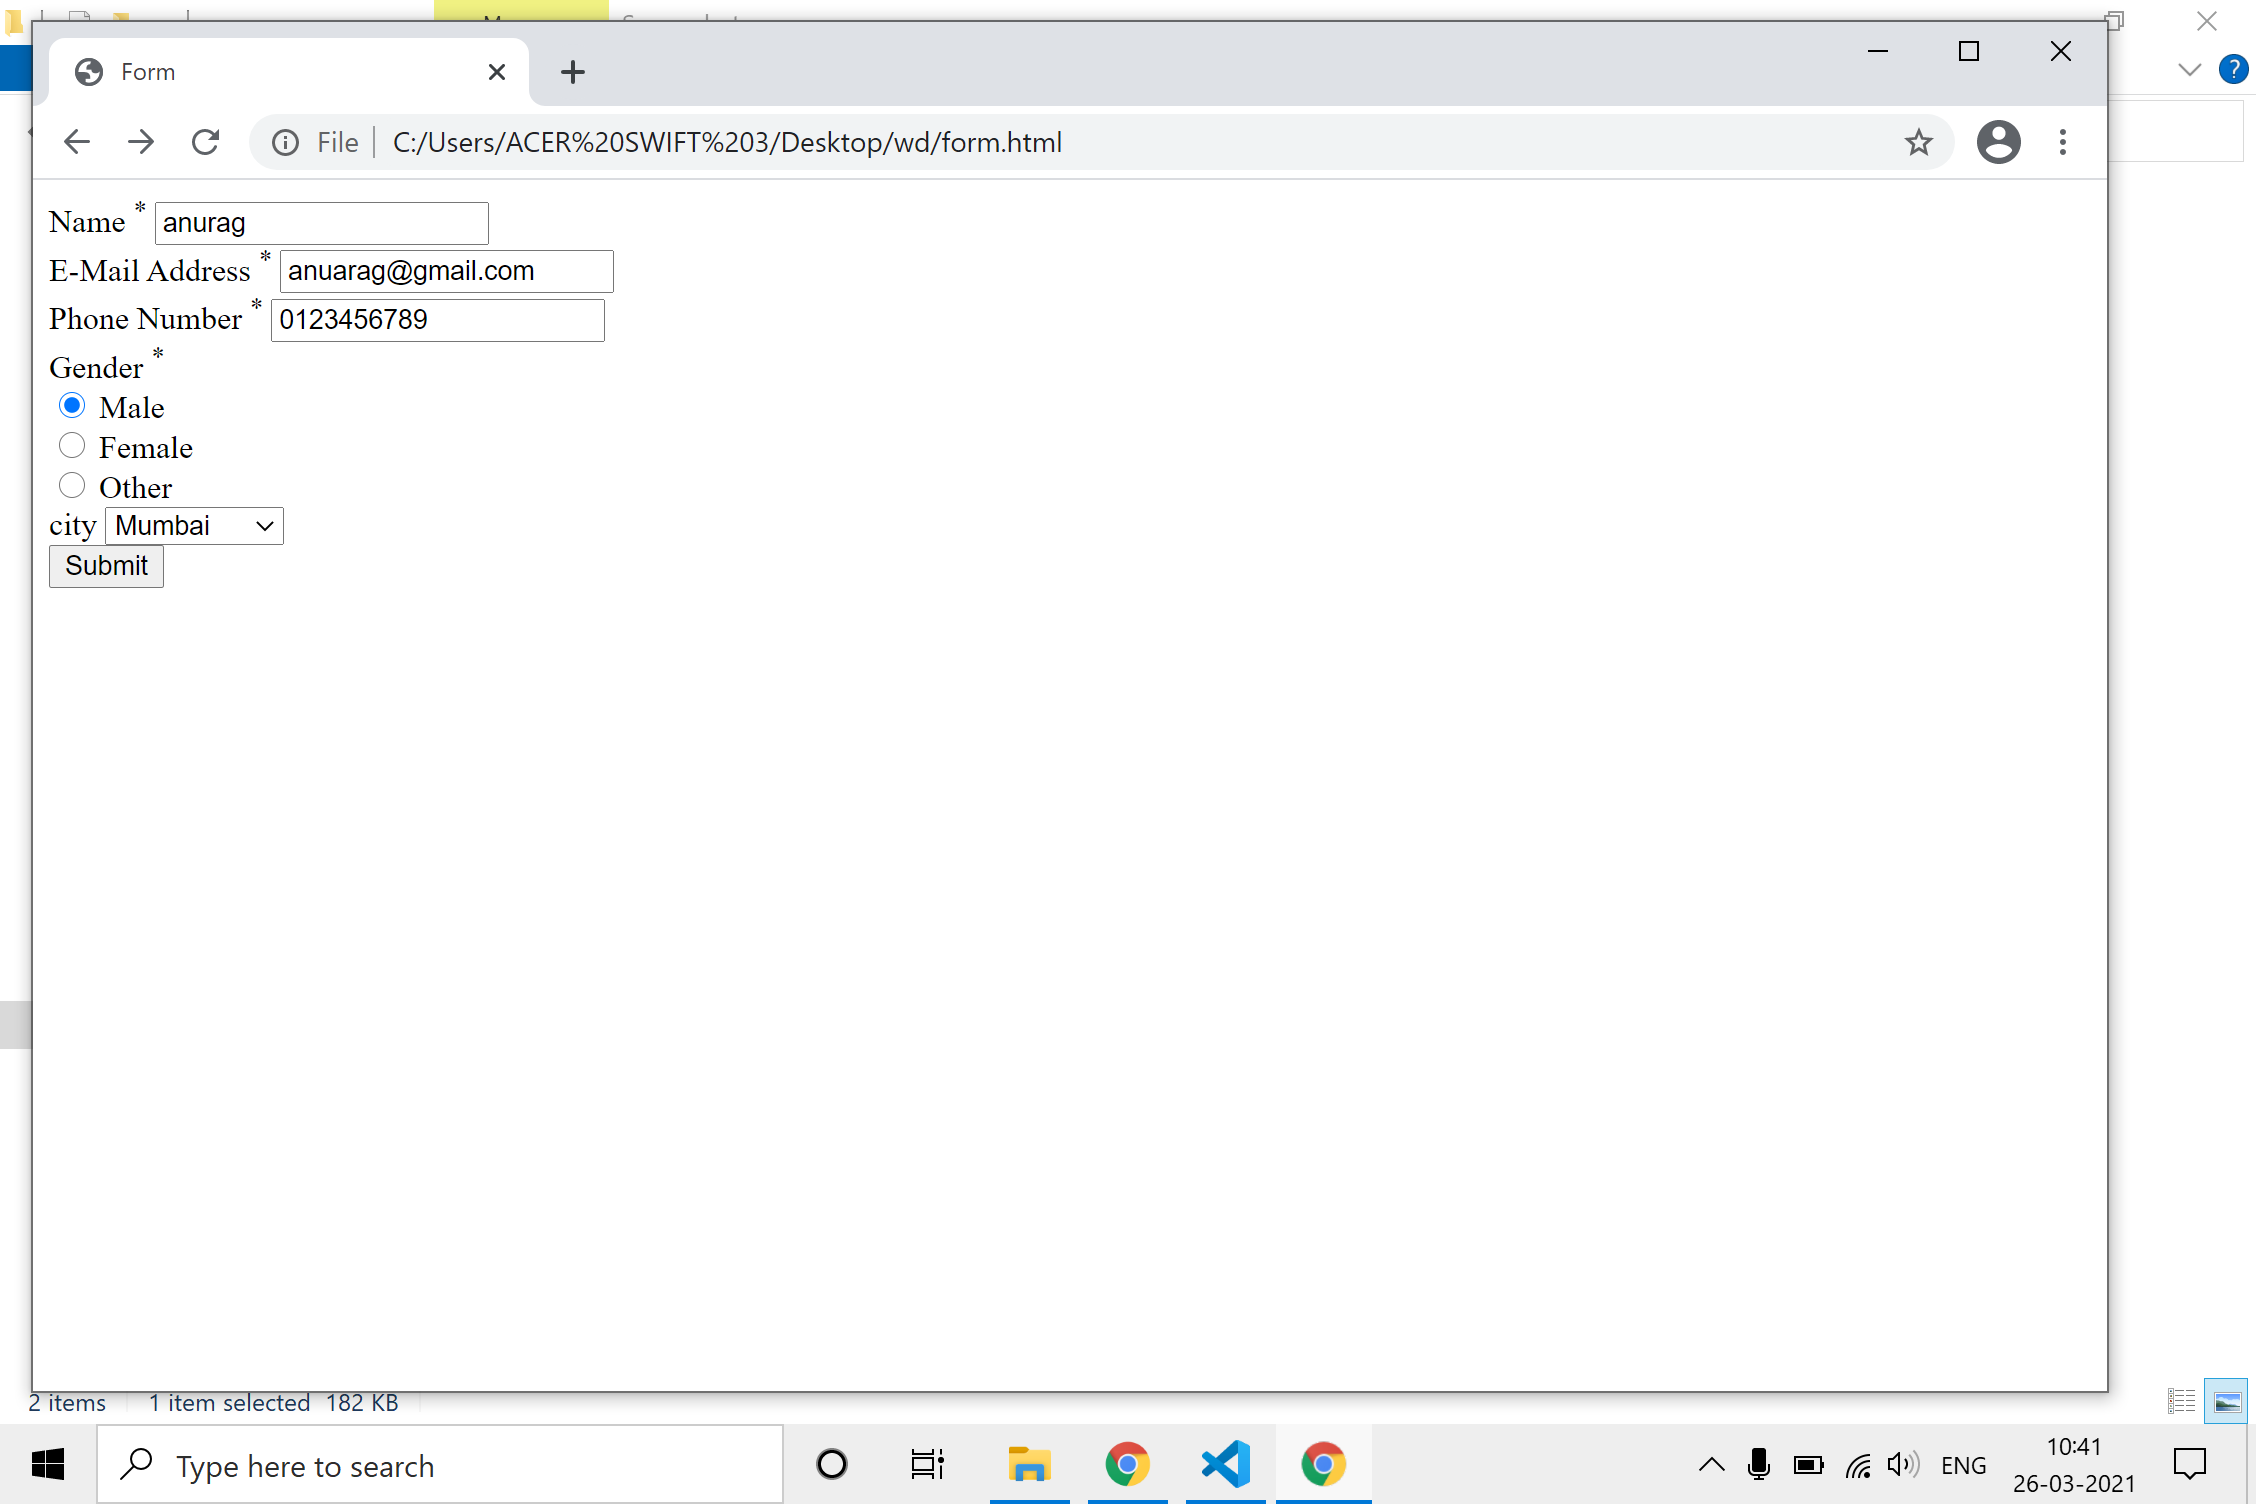 Form
File C:/Users/ACER%20SWIFT%203/Desktop/wd/form.html
Name * anurag
E-Mail Address * anuarag@gmail.com
Phone Number * 0123456789
Gender *
Male
Female
Other
city Mumbai
Submit
2 items 1 item selected 182 KB
Type here to search
ENG
10:41
26-03-2021